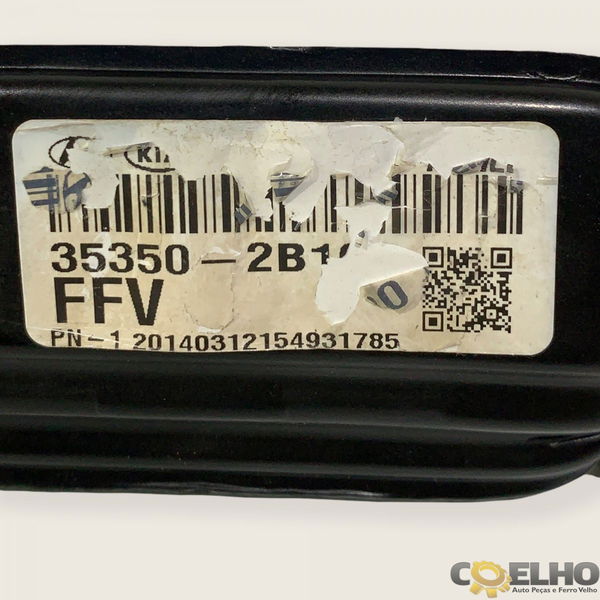 KIA
35350-2B1
FFV
PN-1 20140312154931785
COELHO
Auto Peças e Ferro Velho